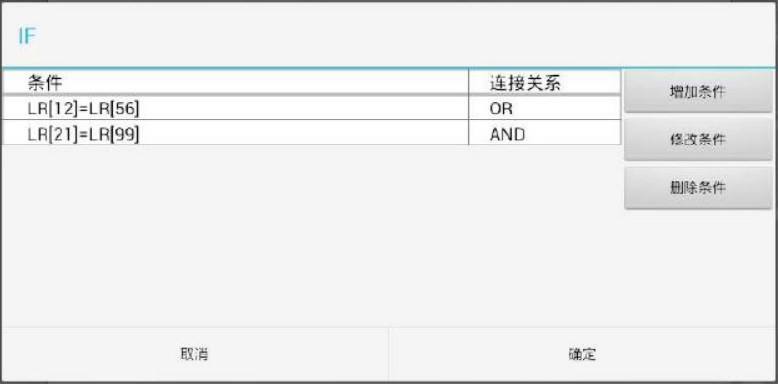 IF
条件 连接关系
LR[12]=LR[56] OR
LR[21]=LR[99] AND
增加条件
修改条件
删除条件
取消 确定